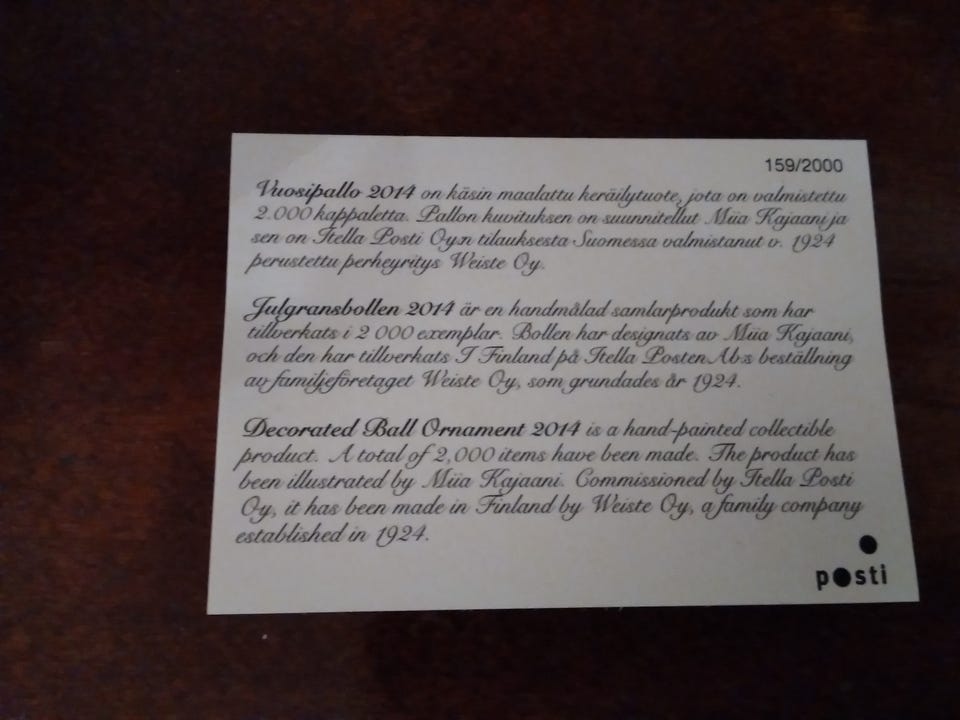 159/2000
Vuosipallo 2014 on käsin maalattu keräilytuote, jota on valmistettu
2.000 kappaletta. Pallon kuvituksen on suunnitellut Miia Kajaani ja
sen on Itella Posti Oy:n tilauksesta Suomessa valmistanut v. 1924
perustettu perheyritys Weiste Oy.
Julgransbollen 2014 är en handmålad samlarprodukt som har
tillverkats i 2 000 exemplar. Bollen har designats av Miia Kajaani,
och den har tillverkats I Finland på Itella Posten Ab:s beställning
av familjeföretaget Weiste Oy, som grundades år 1924.
Decorated Ball Ornament 2014 is a hand-painted collectible
product. A total of 2,000 items have been made. The product has
been illustrated by Miia Kajaani. Commissioned by Itella Posti
Oy, it has been made in Finland by Weiste Oy, a family company
established in 1924.
posti